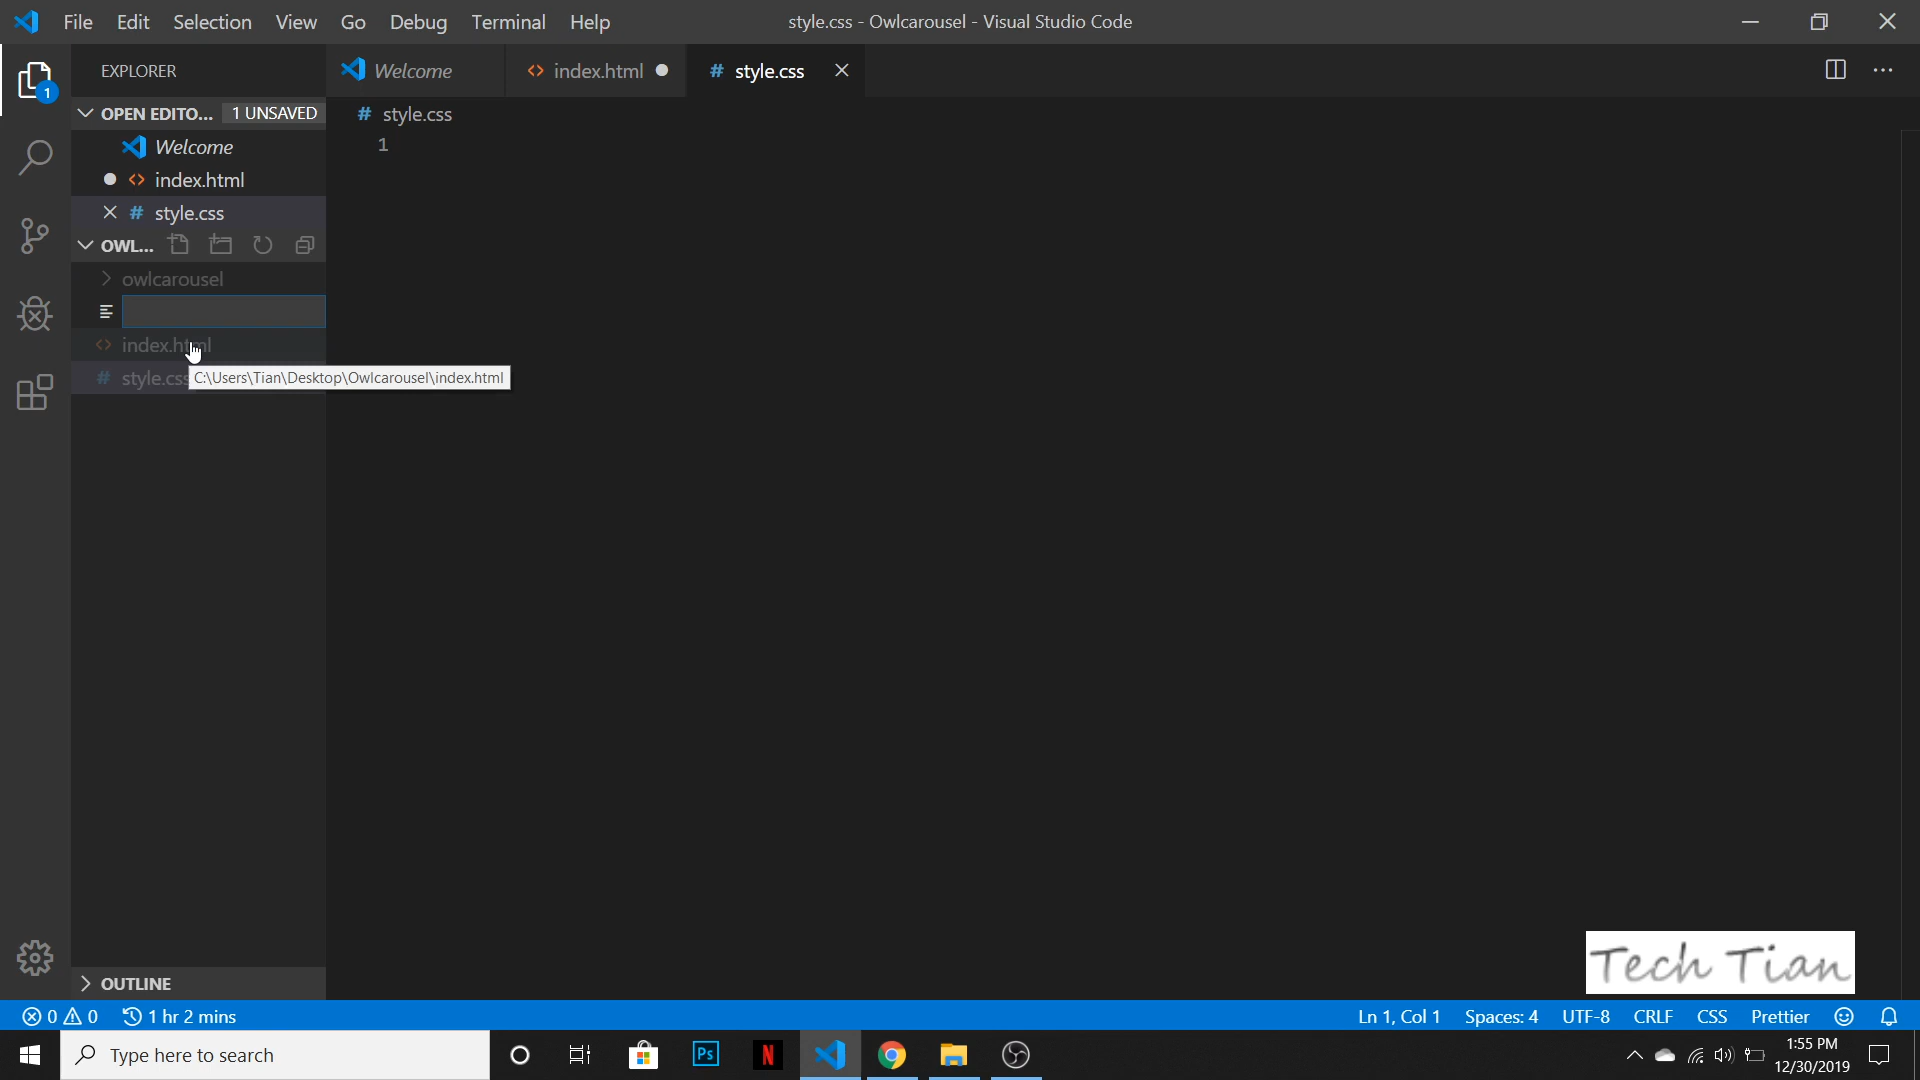 File Edit Selection View Go Debug Terminal Help
style.css - Owlcarousel - Visual Studio Code
EXPLORER
Welcome
index.html
# style.css
OPEN EDITO... 1 UNSAVED
# style.css
1
1
Welcome
index.html
# style.css
OWL...
owlcarousel
index.html
# style.css
C:\Users\Tian\Desktop\Owlcarousel\index.html
Tech Tian
OUTLINE
0 0 1 hr 2 mins
Ln 1, Col 1 Spaces: 4 UTF-8 CRLF CSS Prettier
Type here to search
Ps
N
1:55 PM
12/30/2019